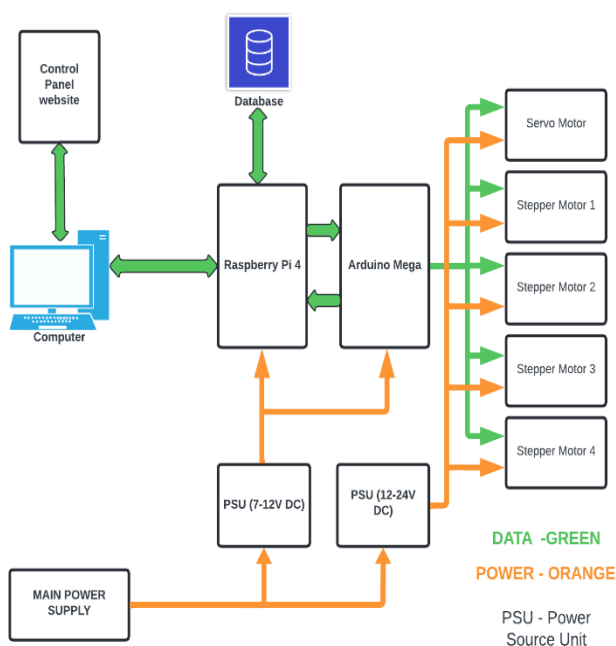 Control
Panel
website
Database
Servo Motor
Stepper Motor 1
Raspberry Pi 4
Arduino Mega
Stepper Motor 2
Computer
Stepper Motor 3
Stepper Motor 4
PSU (7-12V DC)
PSU (12-24V
DC)
DATA -GREEN
POWER - ORANGE
MAIN POWER
SUPPLY
PSU - Power
Source Unit